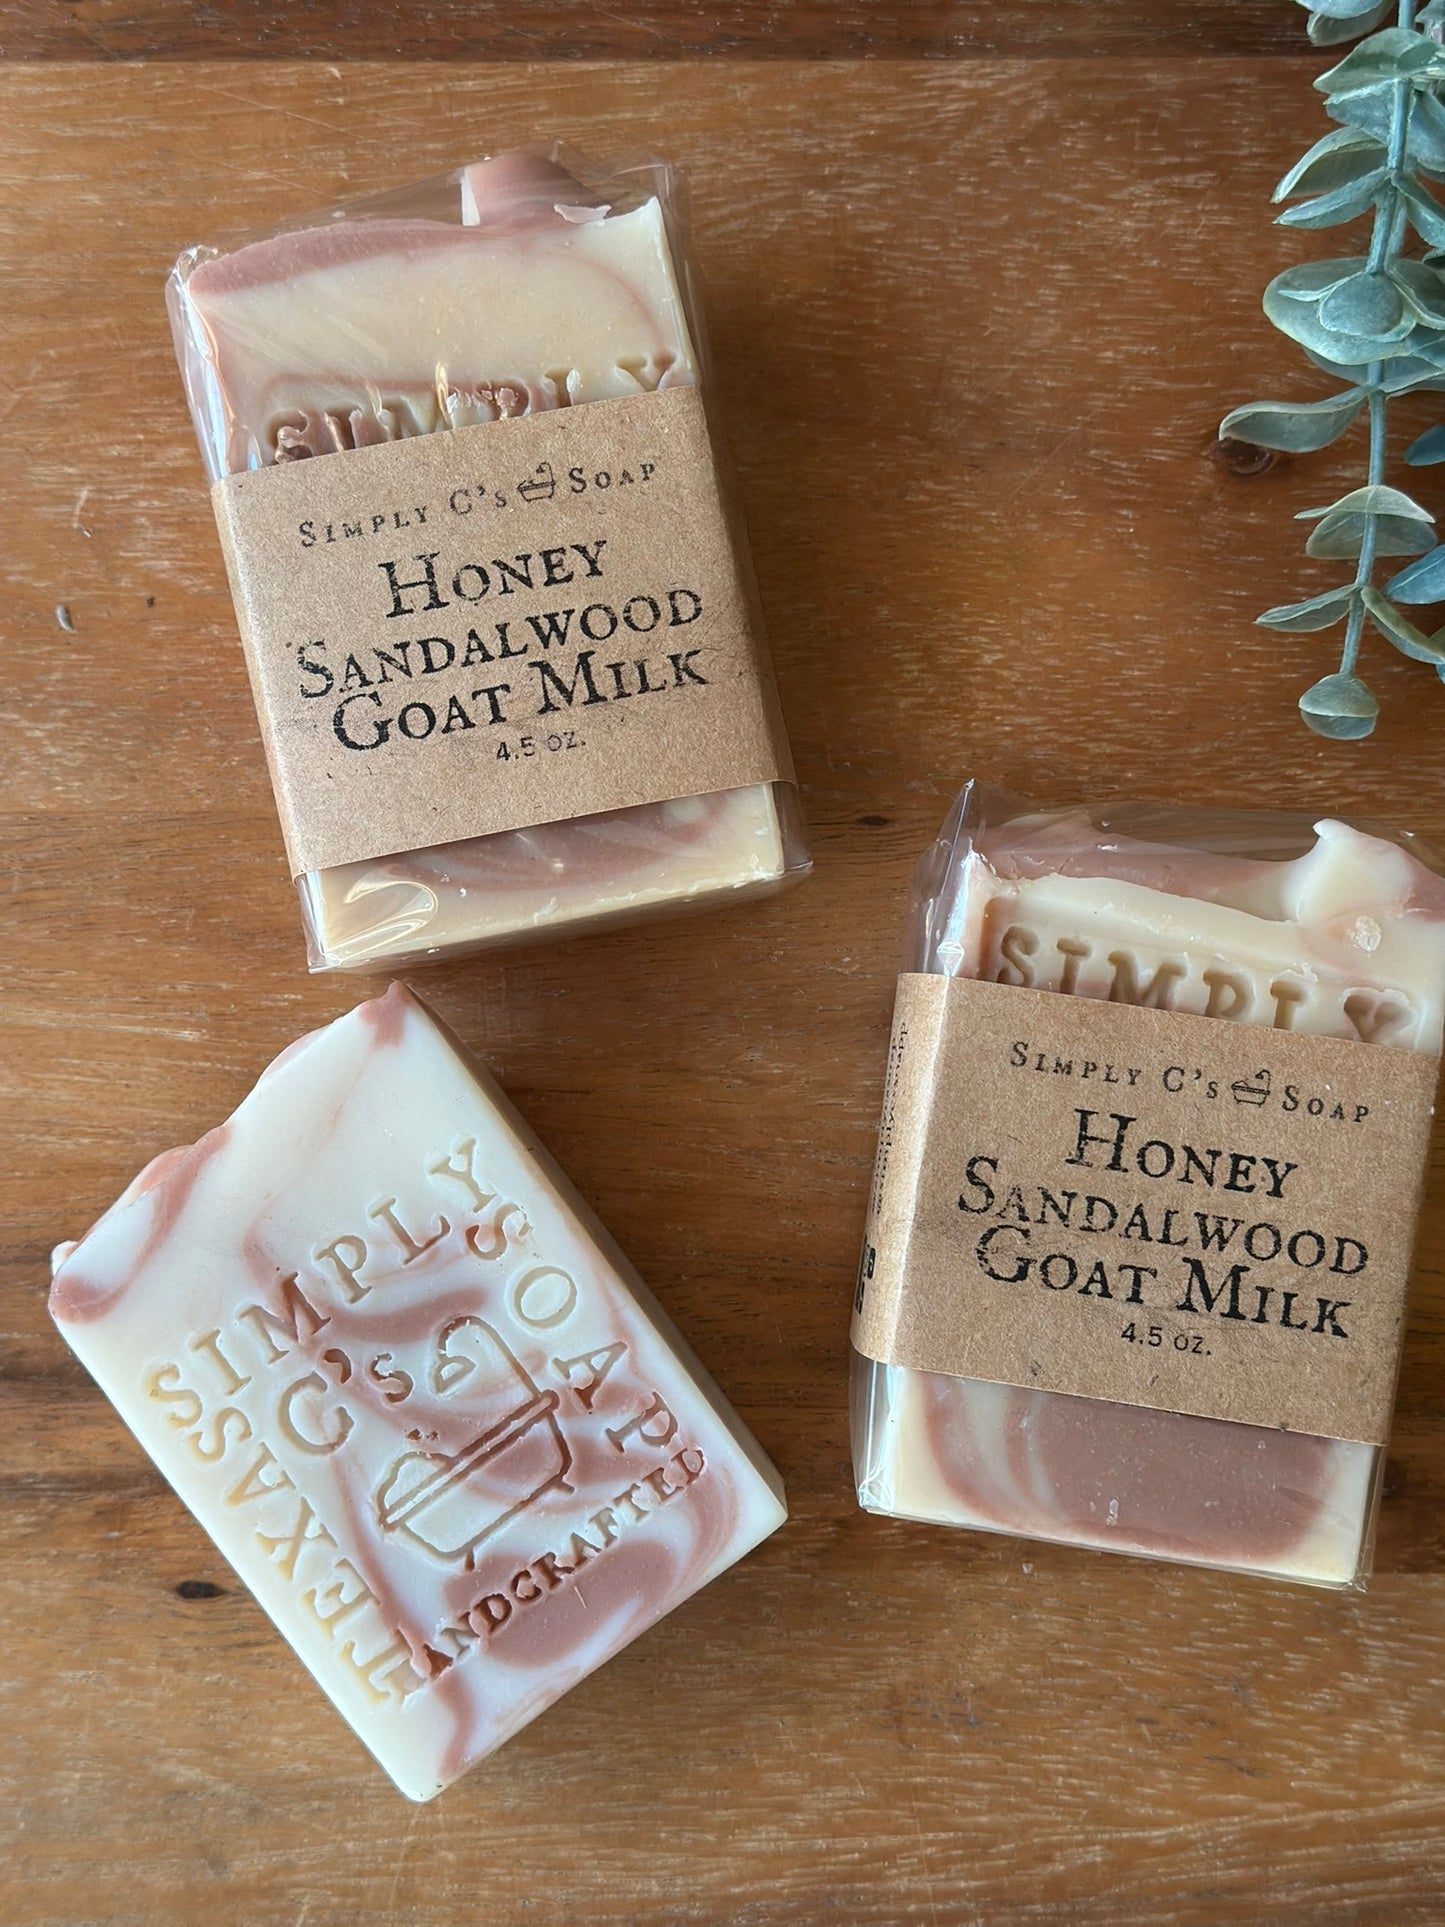 SIMPLY
SIMPLY C'S SOAP
HONEY
SANDALWOOD
GOAT MILK
4.5 OZ.
SIMPLY
SIMPLY C'S SOAP
HONEY
SANDALWOOD
GOAT MILK
4.5 OZ.
SIMPLY
C'S
SOAP
TEXAS
HANDCRAFTED